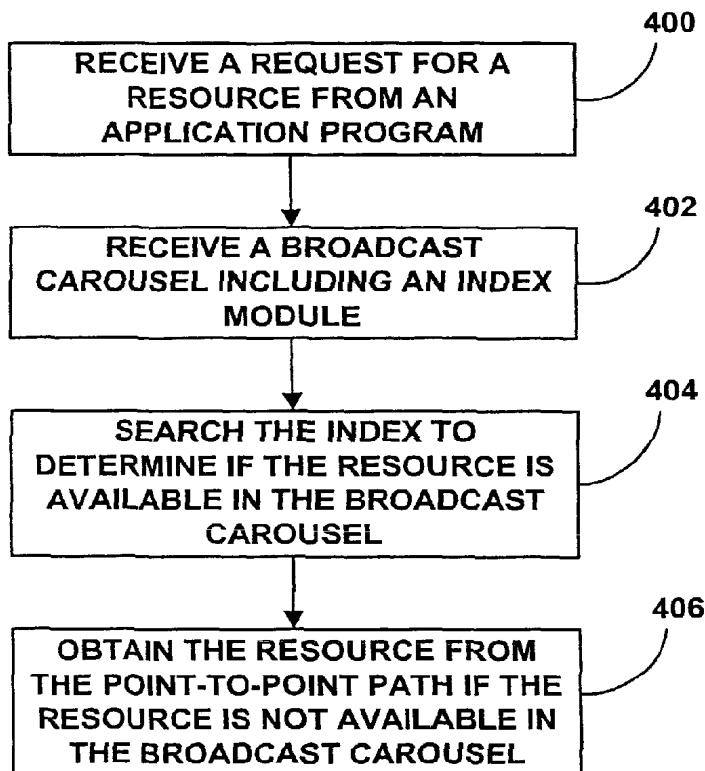 400
RECEIVE A REQUEST FOR A
RESOURCE FROM AN
APPLICATION PROGRAM
402
RECEIVE A BROADCAST
CAROUSEL INCLUDING AN INDEX
MODULE
404
SEARCH THE INDEX TO
DETERMINE IF THE RESOURCE IS
AVAILABLE IN THE BROADCAST
CAROUSEL
406
OBTAIN THE RESOURCE FROM
THE POINT-TO-POINT PATH IF THE
RESOURCE IS NOT AVAILABLE IN
THE BROADCAST CAROUSEL